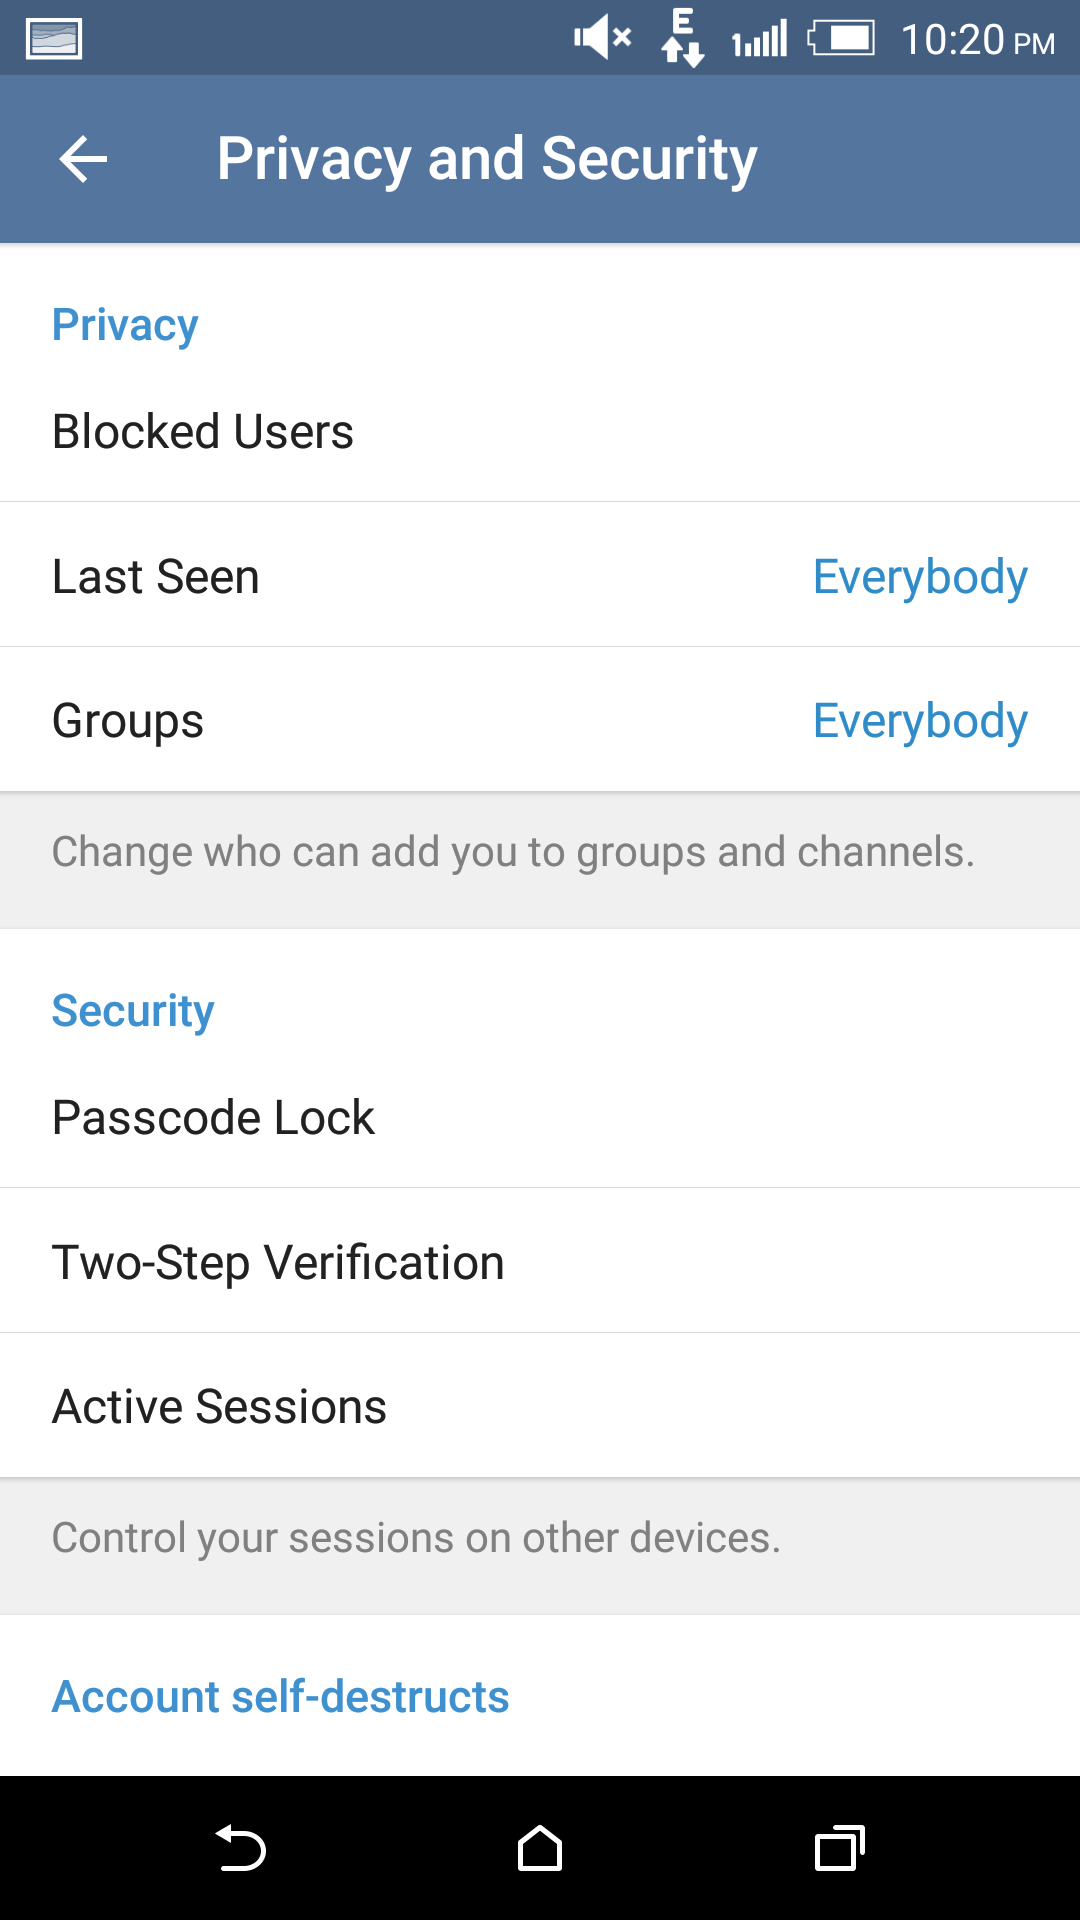 E
10:20 PM
Privacy and Security
Privacy
Blocked Users
Last Seen Everybody
Groups Everybody
Change who can add you to groups and channels.
Security
Passcode Lock
Two-Step Verification
Active Sessions
Control your sessions on other devices.
Account self-destructs